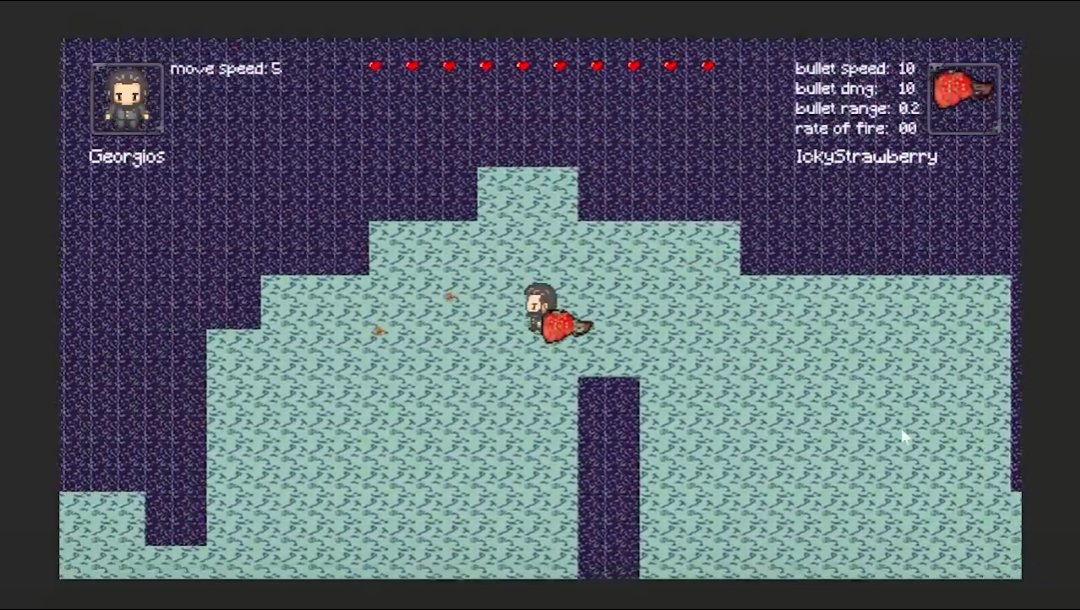 move speed: 5
Georgios
bullet speed: 10
bullet dmg: 10
bullet range: 0.2
rate of fire: 00
IckyStrawberry